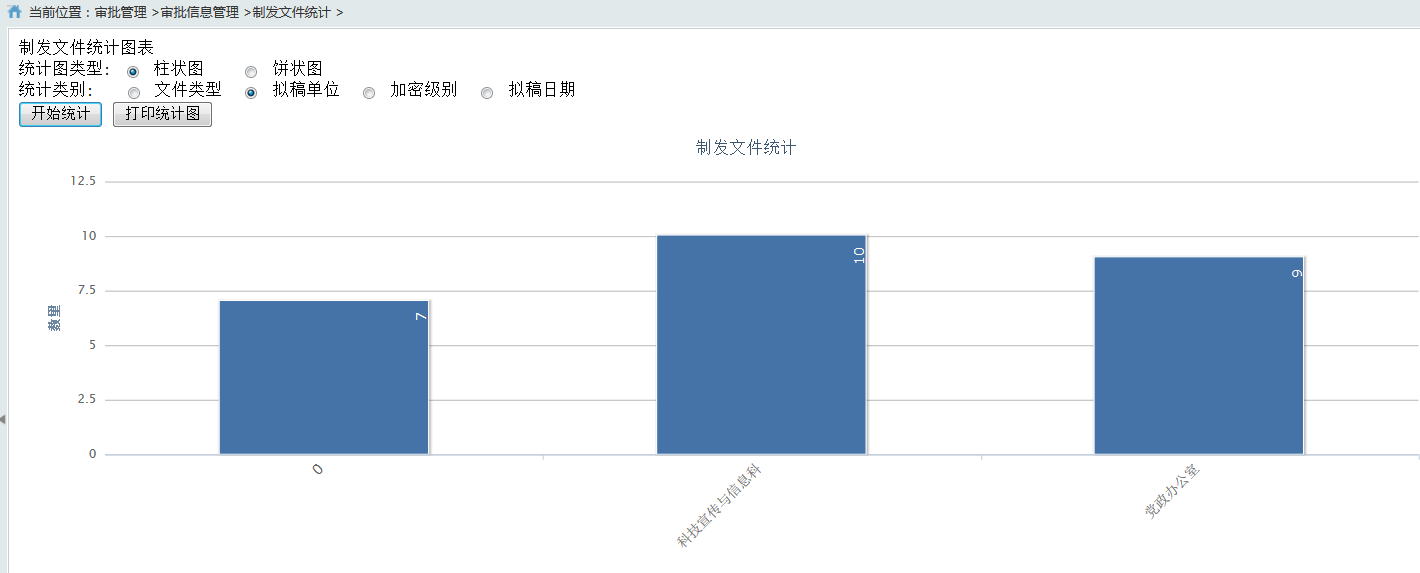 当前位置：审批管理 >审批信息管理 >制发文件统计 >
制发文件统计图表
统计图类型： 柱状图 饼状图
统计类别： 文件类型 拟稿单位 加密级别 拟稿日期
开始统计 打印统计图
制发文件统计
12.5
10
7.5
5
2.5
0
数量
7
10
9
0
科技宣传与信息科
党政办公室